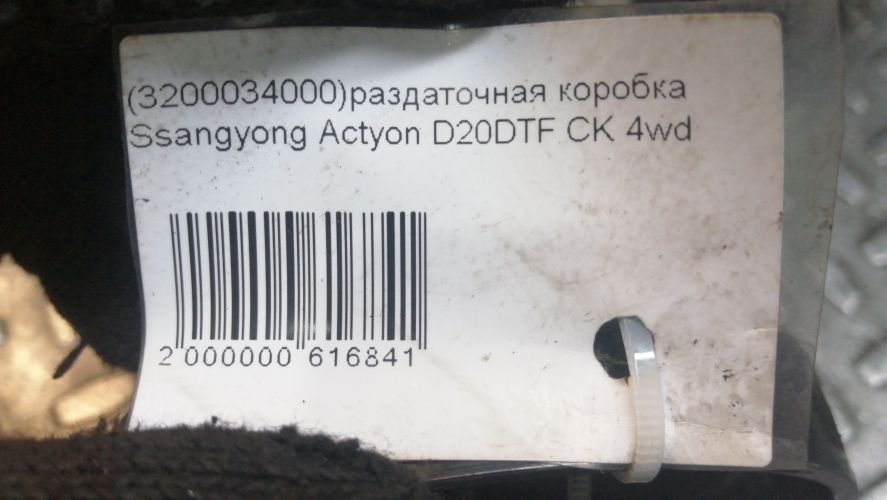 (3200034000)раздаточная коробка
Ssangyong Actyon D20DTF CK 4wd
2 000000 616841